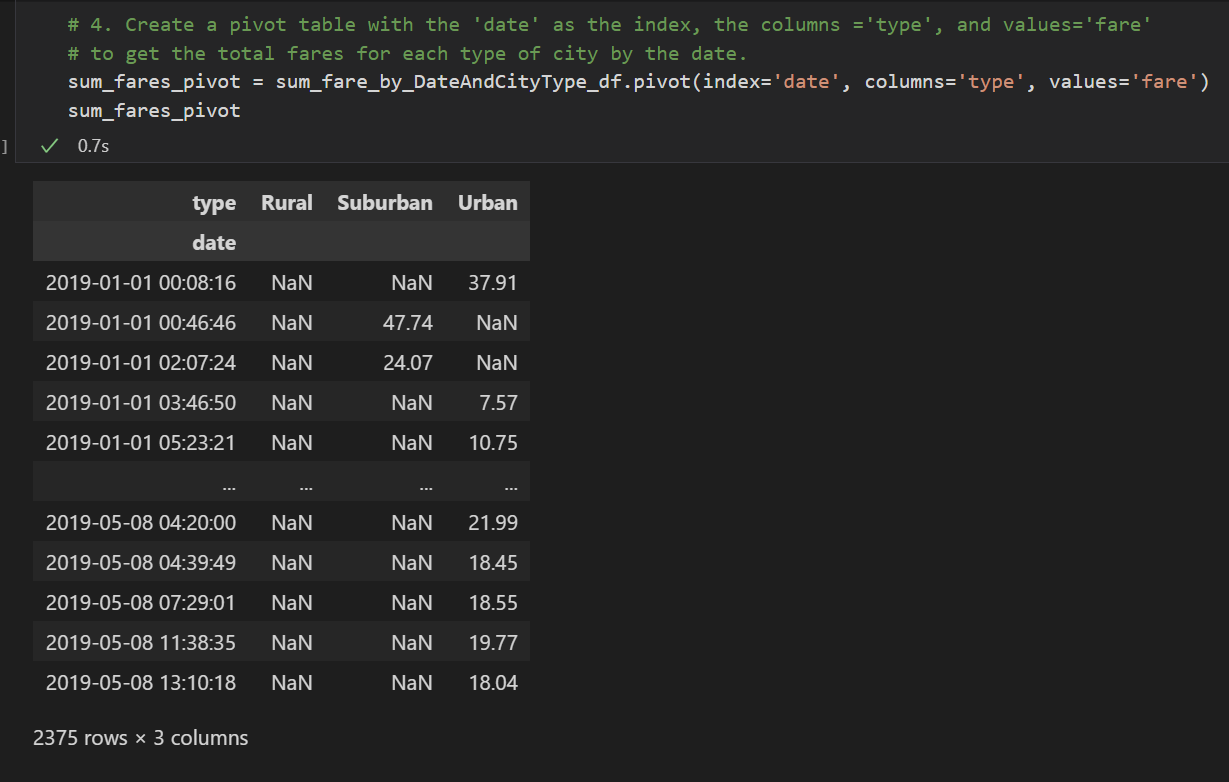 # 4. Create a pivot table with the 'date' as the index, the columns ='type', and values='fare'
# to get the total fares for each type of city by the date.
sum_fares_pivot = sum_fare_by_DateAndCityType_df.pivot(index='date', columns='type', values='fare')
sum_fares_pivot
] ✓ 0.7s
type Rural Suburban Urban
date
2019-01-01 00:08:16 NaN NaN 37.91
2019-01-01 00:46:46 NaN 47.74 NaN
2019-01-01 02:07:24 NaN 24.07 NaN
2019-01-01 03:46:50 NaN NaN 7.57
2019-01-01 05:23:21 NaN NaN 10.75
... ... ... ...
2019-05-08 04:20:00 NaN NaN 21.99
2019-05-08 04:39:49 NaN NaN 18.45
2019-05-08 07:29:01 NaN NaN 18.55
2019-05-08 11:38:35 NaN NaN 19.77
2019-05-08 13:10:18 NaN NaN 18.04
2375 rows × 3 columns